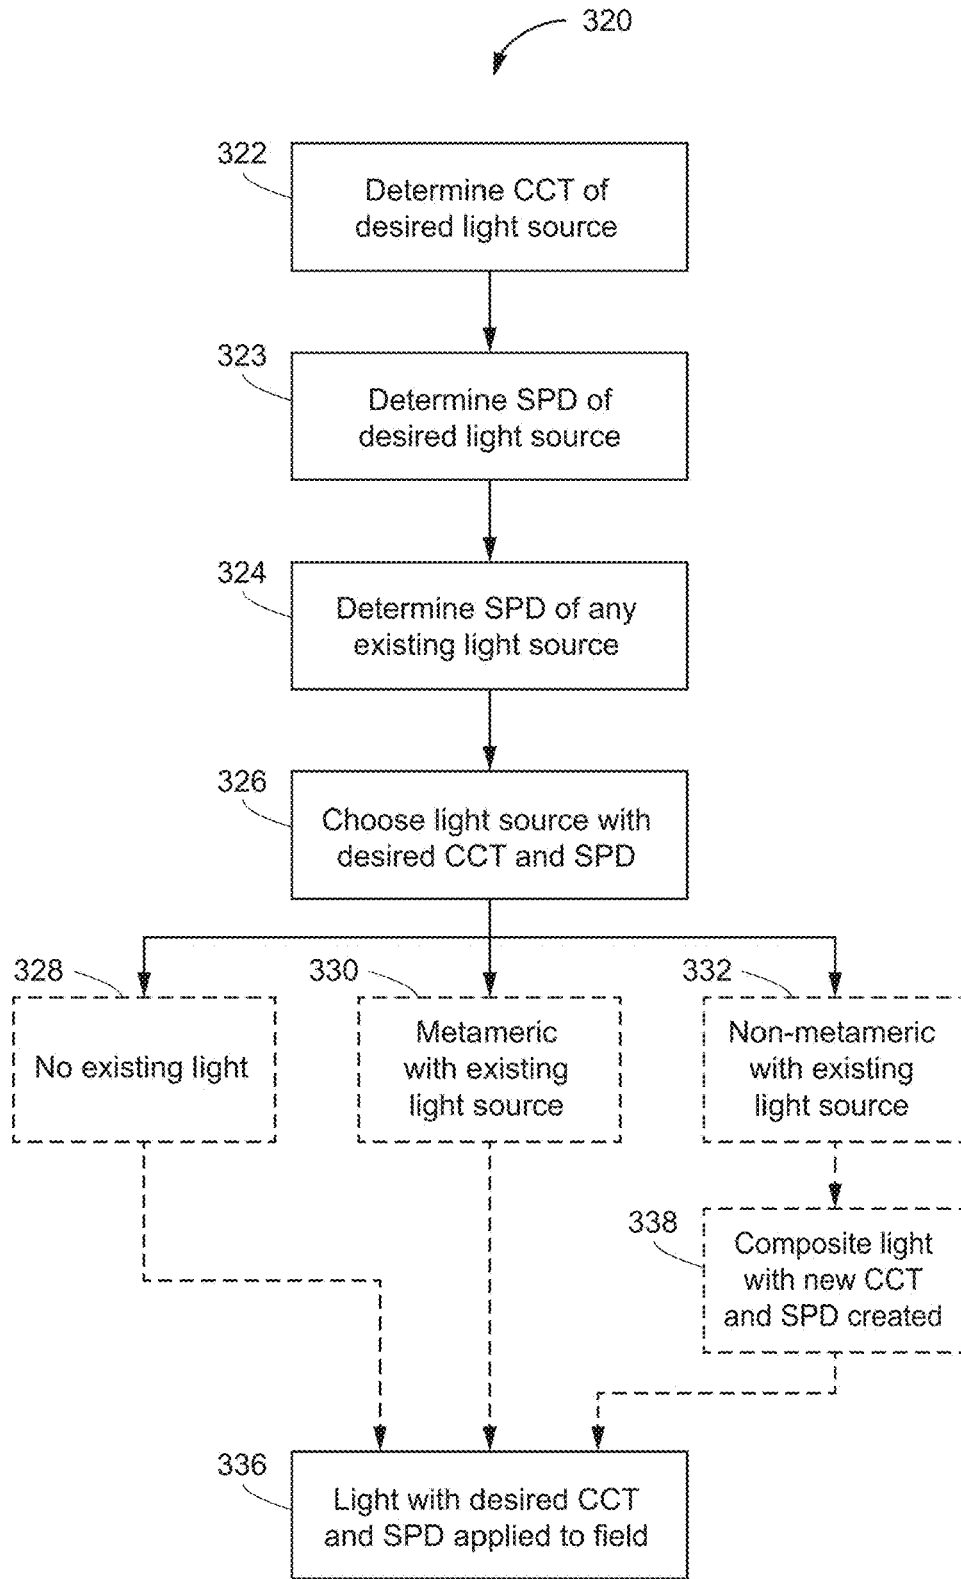 320
322
Determine CCT of
desired light source
323
Determine SPD of
desired light source
324
Determine SPD of any
existing light source
326
Choose light source with
desired CCT and SPD
328
No existing light
330
Metameric
with existing
light source
332
Non-metameric
with existing
light source
338
Composite light
with new CCT
and SPD created
336
Light with desired CCT
and SPD applied to field